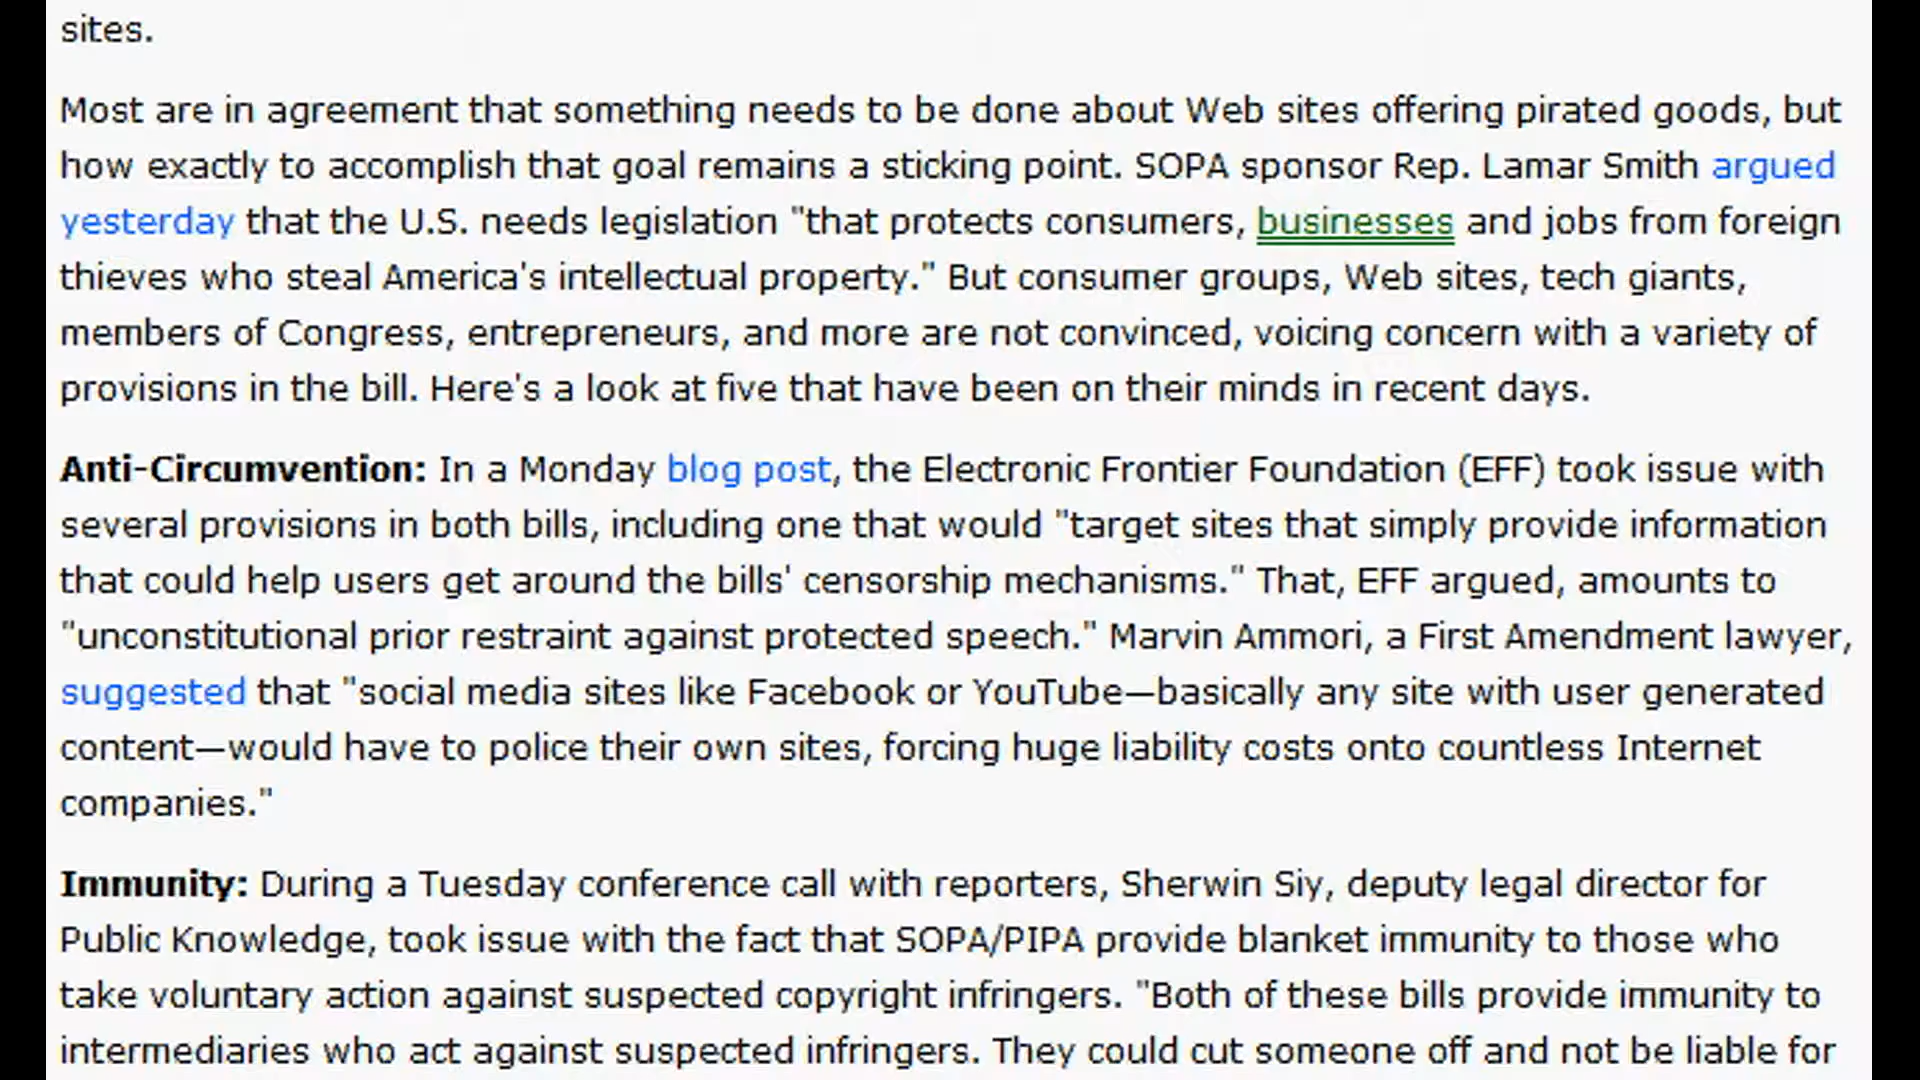 sites.
Most are in agreement that something needs to be done about Web sites offering pirated goods, but
how exactly to accomplish that goal remains a sticking point. SOPA sponsor Rep. Lamar Smith argued
yesterday that the U.S. needs legislation "that protects consumers, businesses and jobs from foreign
thieves who steal America's intellectual property." But consumer groups, Web sites, tech giants,
members of Congress, entrepreneurs, and more are not convinced, voicing concern with a variety of
provisions in the bill. Here's a look at five that have been on their minds in recent days.
Anti-Circumvention: In a Monday blog post, the Electronic Frontier Foundation (EFF) took issue with
several provisions in both bills, including one that would "target sites that simply provide information
that could help users get around the bills' censorship mechanisms." That, EFF argued, amounts to
"unconstitutional prior restraint against protected speech." Marvin Ammori, a First Amendment lawyer,
suggested that "social media sites like Facebook or YouTube—basically any site with user generated
content—would have to police their own sites, forcing huge liability costs onto countless Internet
companies."
Immunity: During a Tuesday conference call with reporters, Sherwin Siy, deputy legal director for
Public Knowledge, took issue with the fact that SOPA/PIPA provide blanket immunity to those who
take voluntary action against suspected copyright infringers. "Both of these bills provide immunity to
intermediaries who act against suspected infringers. They could cut someone off and not be liable for